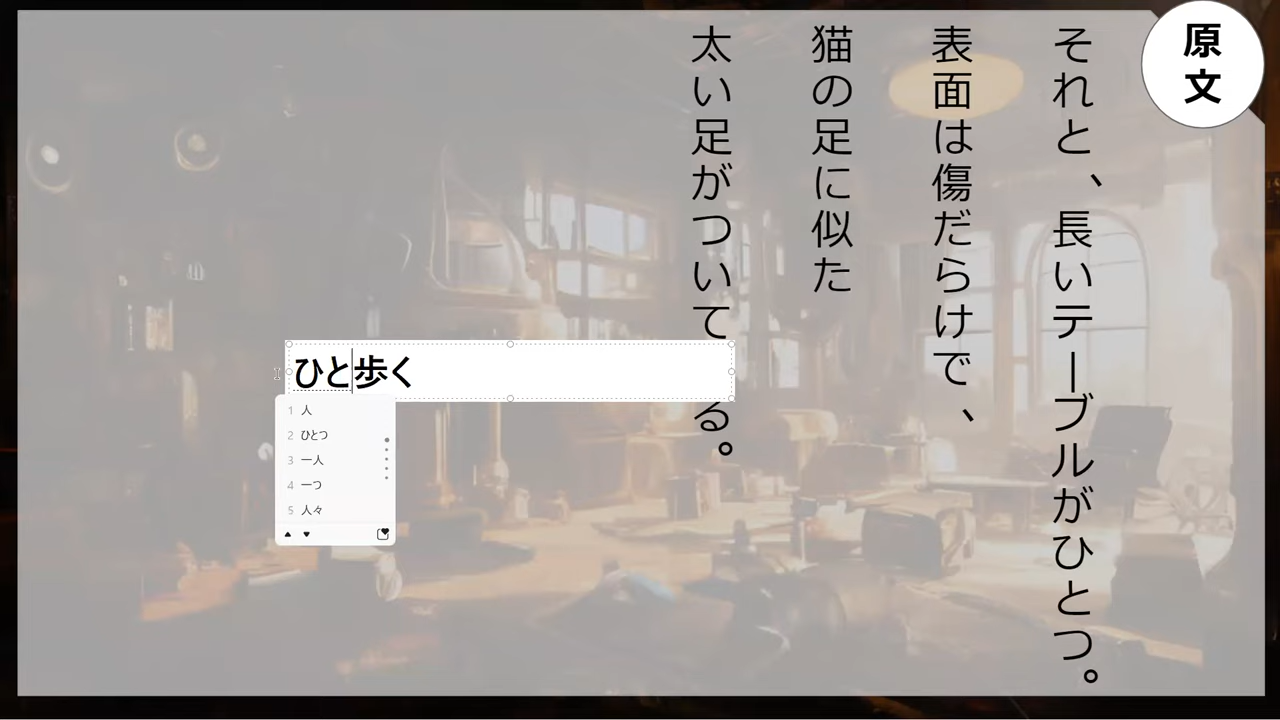 原文
それと、長いテーブルがひとつ。
表面は傷だらけで、
猫の足に似た
太い足がついて
る。
ひと歩く
1 人
2 ひとつ
3 一人
4 一つ
5 人々